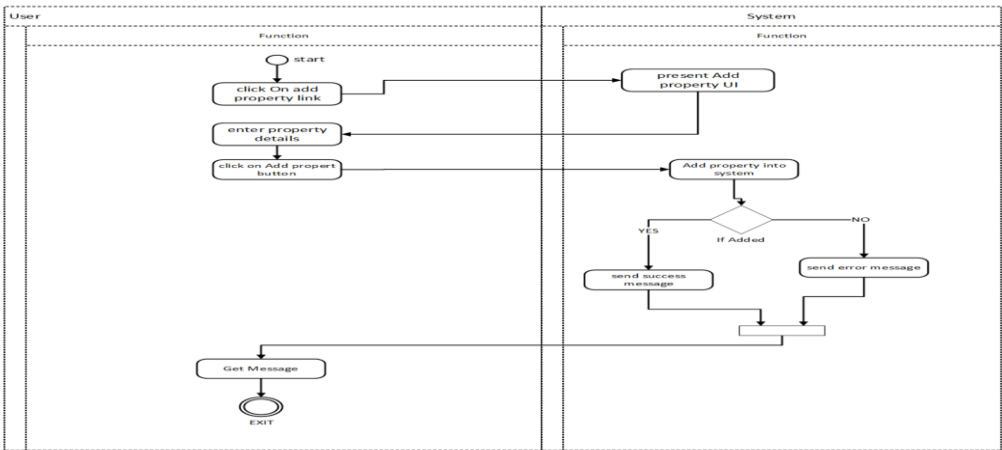 User
System
Function
Function
start
click On add
property link
present Add
property UI
enter property
details
click on Add propert
button
Add property into
system
YES
NO
If Added
send success
message
send error message
Get Message
EXIT